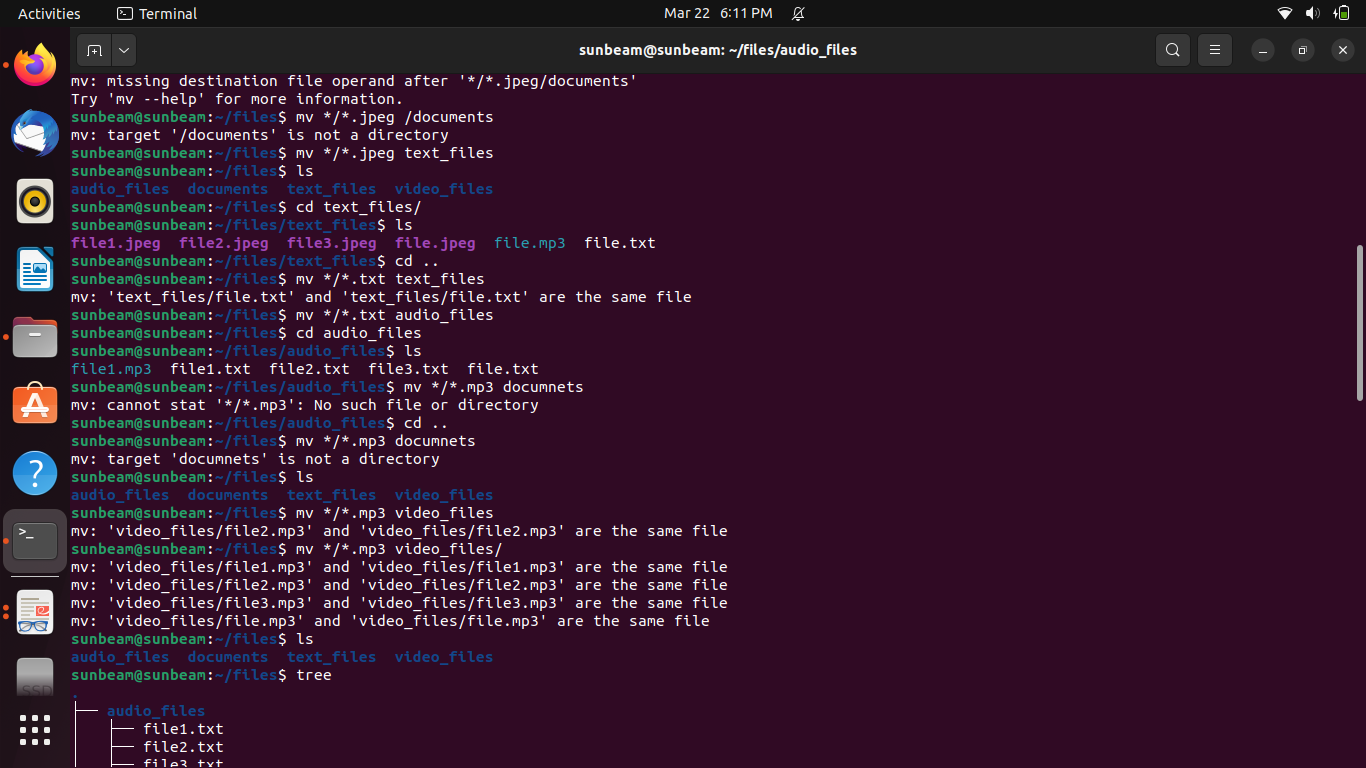 Activities
Terminal
Mar 22 6:11 PM
sunbeam@sunbeam: ~/files/audio_files
mv: missing destination file operand after '*/*.jpeg/documents'
Try 'mv --help' for more information.
sunbeam@sunbeam:~/files$ mv */*.jpeg /documents
mv: target '/documents' is not a directory
sunbeam@sunbeam:~/files$ mv */*.jpeg text_files
sunbeam@sunbeam:~/files$ ls
audio_files  documents  text_files  video_files
sunbeam@sunbeam:~/files$ cd text_files/
sunbeam@sunbeam:~/files/text_files$ ls
file1.jpeg  file2.jpeg  file3.jpeg  file.jpeg  file.mp3  file.txt
sunbeam@sunbeam:~/files/text_files$ cd ..
sunbeam@sunbeam:~/files$ mv */*.txt text_files
mv: 'text_files/file.txt' and 'text_files/file.txt' are the same file
sunbeam@sunbeam:~/files$ mv */*.txt audio_files
sunbeam@sunbeam:~/files$ cd audio_files
sunbeam@sunbeam:~/files/audio_files$ ls
file1.mp3  file1.txt  file2.txt  file3.txt  file.txt
sunbeam@sunbeam:~/files/audio_files$ mv */*.mp3 documnets
mv: cannot stat '*/*.mp3': No such file or directory
sunbeam@sunbeam:~/files/audio_files$ cd ..
sunbeam@sunbeam:~/files$ mv */*.mp3 documnets
mv: target 'documnets' is not a directory
sunbeam@sunbeam:~/files$ ls
audio_files  documents  text_files  video_files
sunbeam@sunbeam:~/files$ mv */*.mp3 video_files
mv: 'video_files/file2.mp3' and 'video_files/file2.mp3' are the same file
sunbeam@sunbeam:~/files$ mv */*.mp3 video_files/
mv: 'video_files/file1.mp3' and 'video_files/file1.mp3' are the same file
mv: 'video_files/file2.mp3' and 'video_files/file2.mp3' are the same file
mv: 'video_files/file3.mp3' and 'video_files/file3.mp3' are the same file
mv: 'video_files/file.mp3' and 'video_files/file.mp3' are the same file
sunbeam@sunbeam:~/files$ ls
audio_files  documents  text_files  video_files
sunbeam@sunbeam:~/files$ tree
.
├── audio_files
│   ├── file1.txt
│   ├── file2.txt
│   ├── file3.txt
SSD